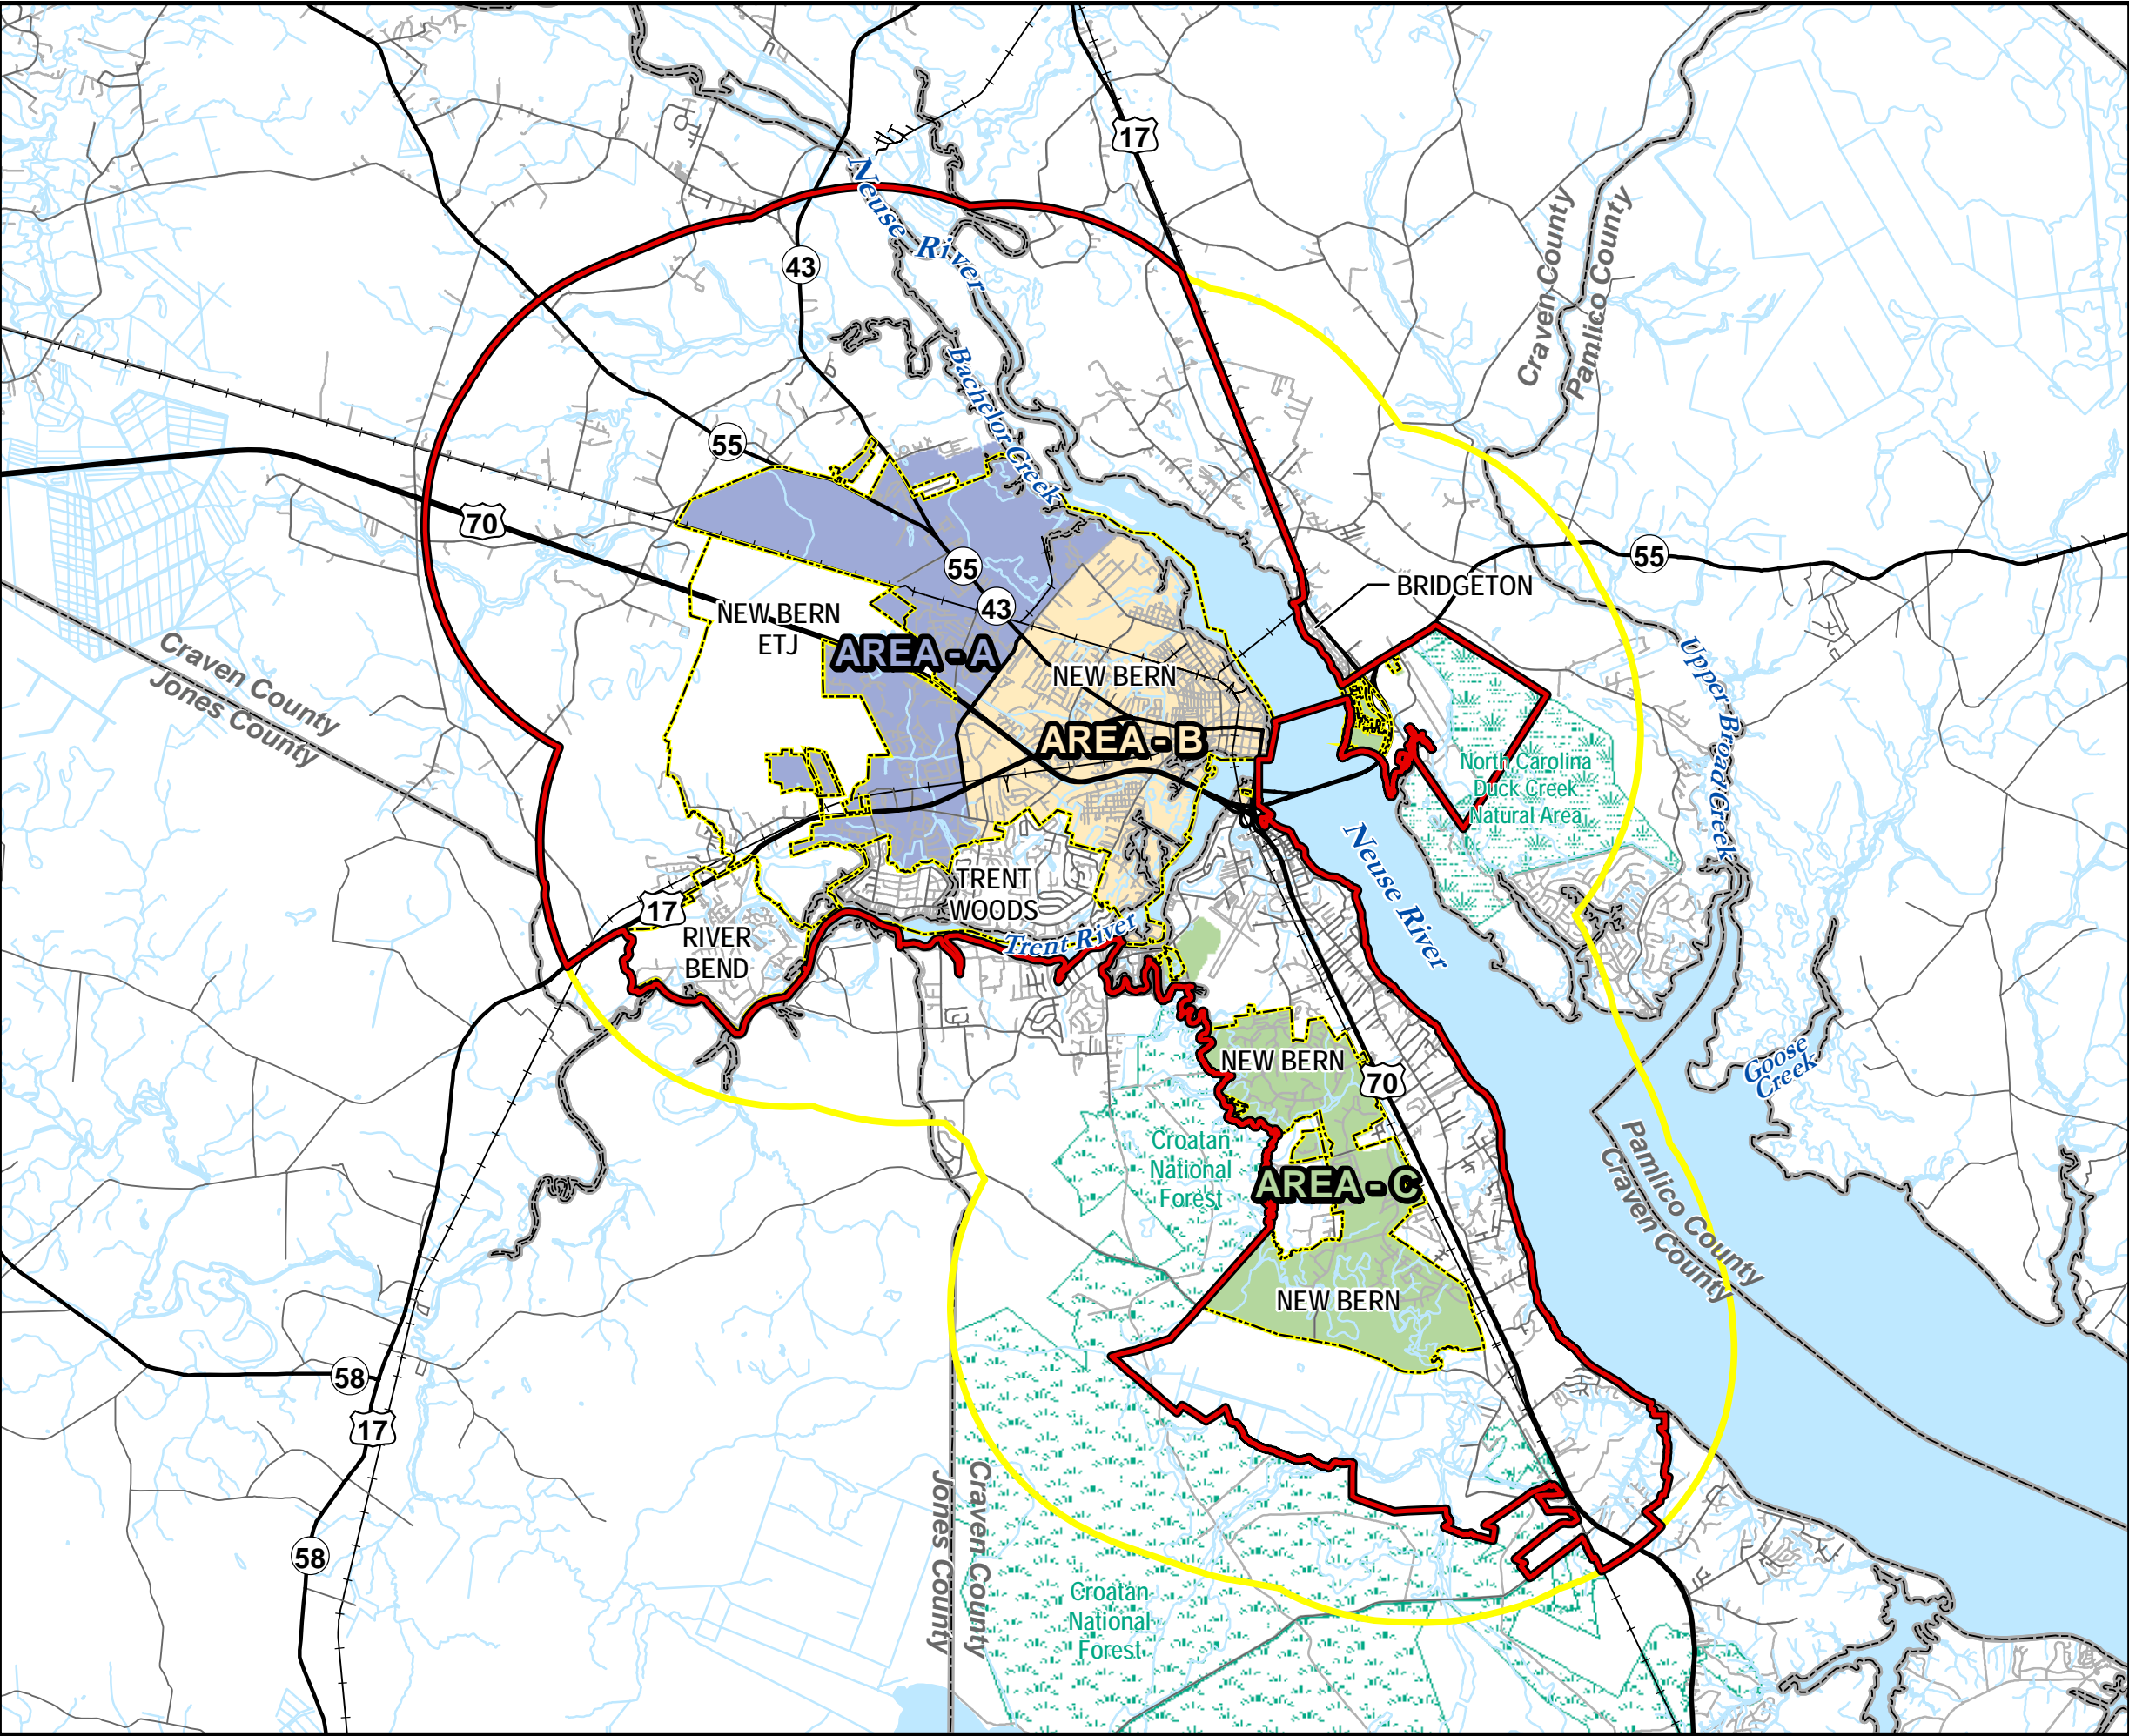 17
Neuse River
43
Craven County
Pamlico County
Bachelor Creek
55
70
55
55
43
BRIDGETON
NEW BERN
ETJ
AREA - A
NEW BERN
Craven County
Jones County
AREA - B
Upper Broad Creek
North Carolina
Duck Creek
Natural Area
Neuse River
TRENT
WOODS
17
RIVER
BEND
Trent River
NEW BERN
70
Goose
Creek
Croatan
National
Forest
AREA - C
Pamlico County
Craven County
NEW BERN
58
17
Craven County
Jones County
58
Croatan
National
Forest